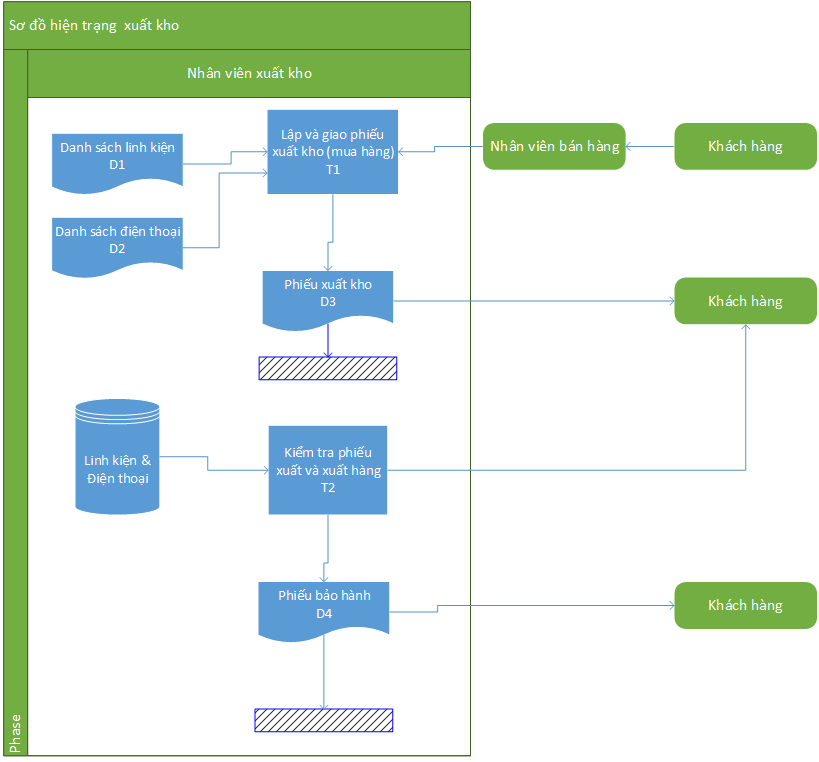 Sơ đồ hiện trạng xuất kho
Nhân viên xuất kho
Danh sách linh kiện
D1
Lập và giao phiếu
xuất kho (mua hàng)
T1
Nhân viên bán hàng
Khách hàng
Danh sách điện thoại
D2
Phiếu xuất kho
D3
Khách hàng
Linh kiện &
Điện thoại
Kiểm tra phiếu
xuất và xuất hàng
T2
Phiếu bảo hành
D4
Khách hàng
Phase